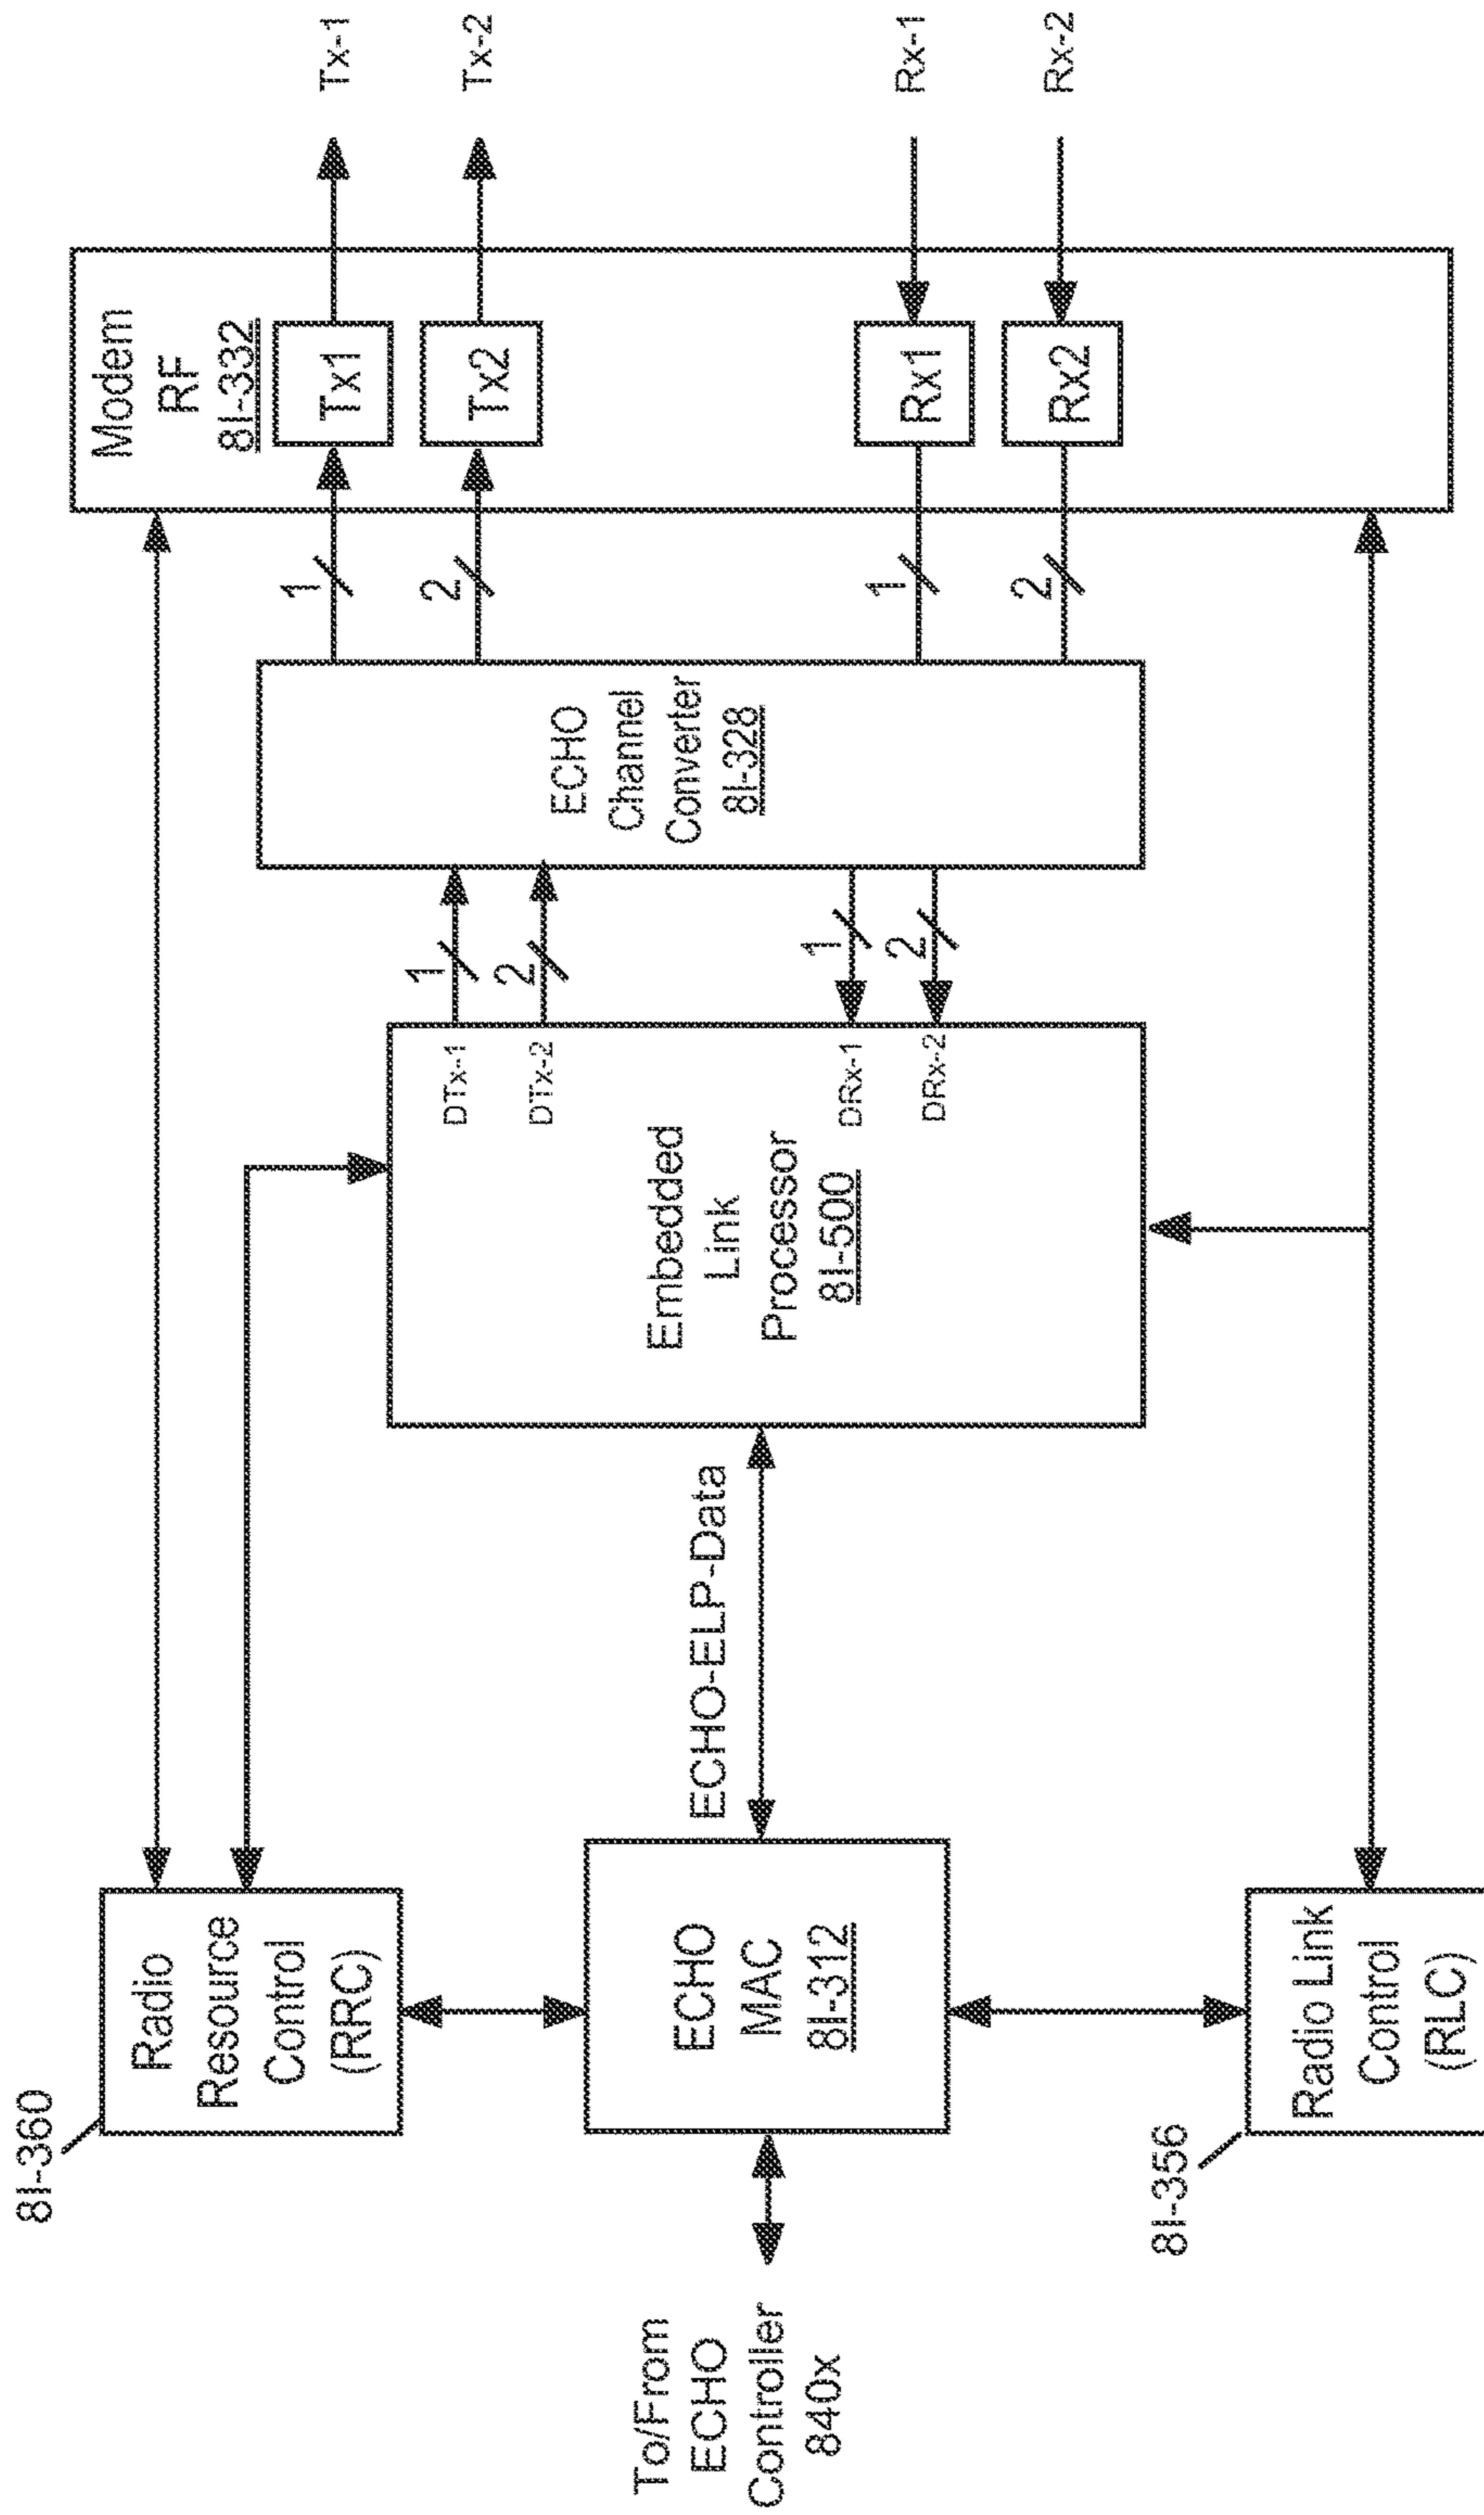 8I-360
Radio
Resource
Control
(RRC)
To/From
ECHO
Controller
840x
ECHO
MAC
8I-312
8I-356
Radio Link
Control
(RLC)
ECHO-ELP-Data
Embedded
Link
Processor
8I-500
DTx-1
DTx-2
DRx-1
DRx-2
1
2
1
2
ECHO
Channel
Converter
8I-328
1
2
1
2
Modem
RF
8I-332
Tx1
Tx2
Rx1
Rx2
Tx-1
Tx-2
Rx-1
Rx-2